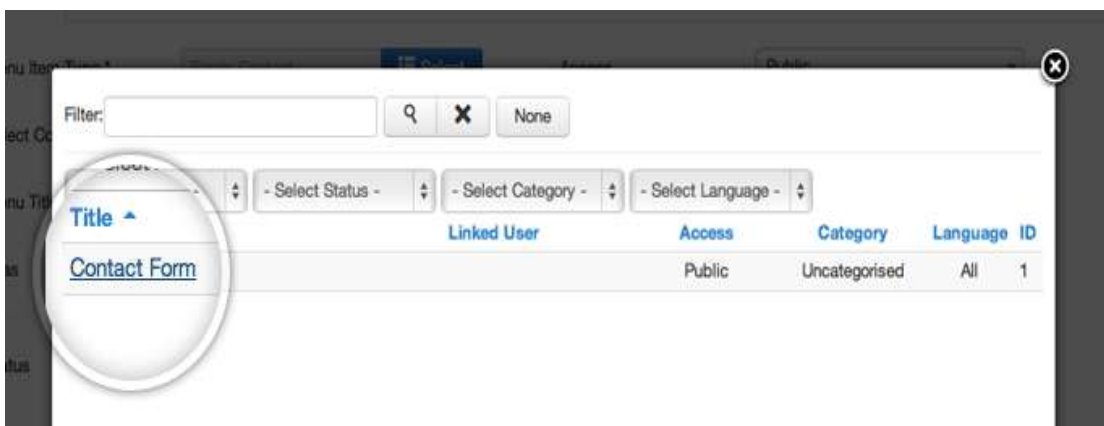 Public
Filter: None
- Select Status - - Select Category - - Select Language -
Title Linked User Access Category Language ID
Contact Form Public Uncategorised All 1